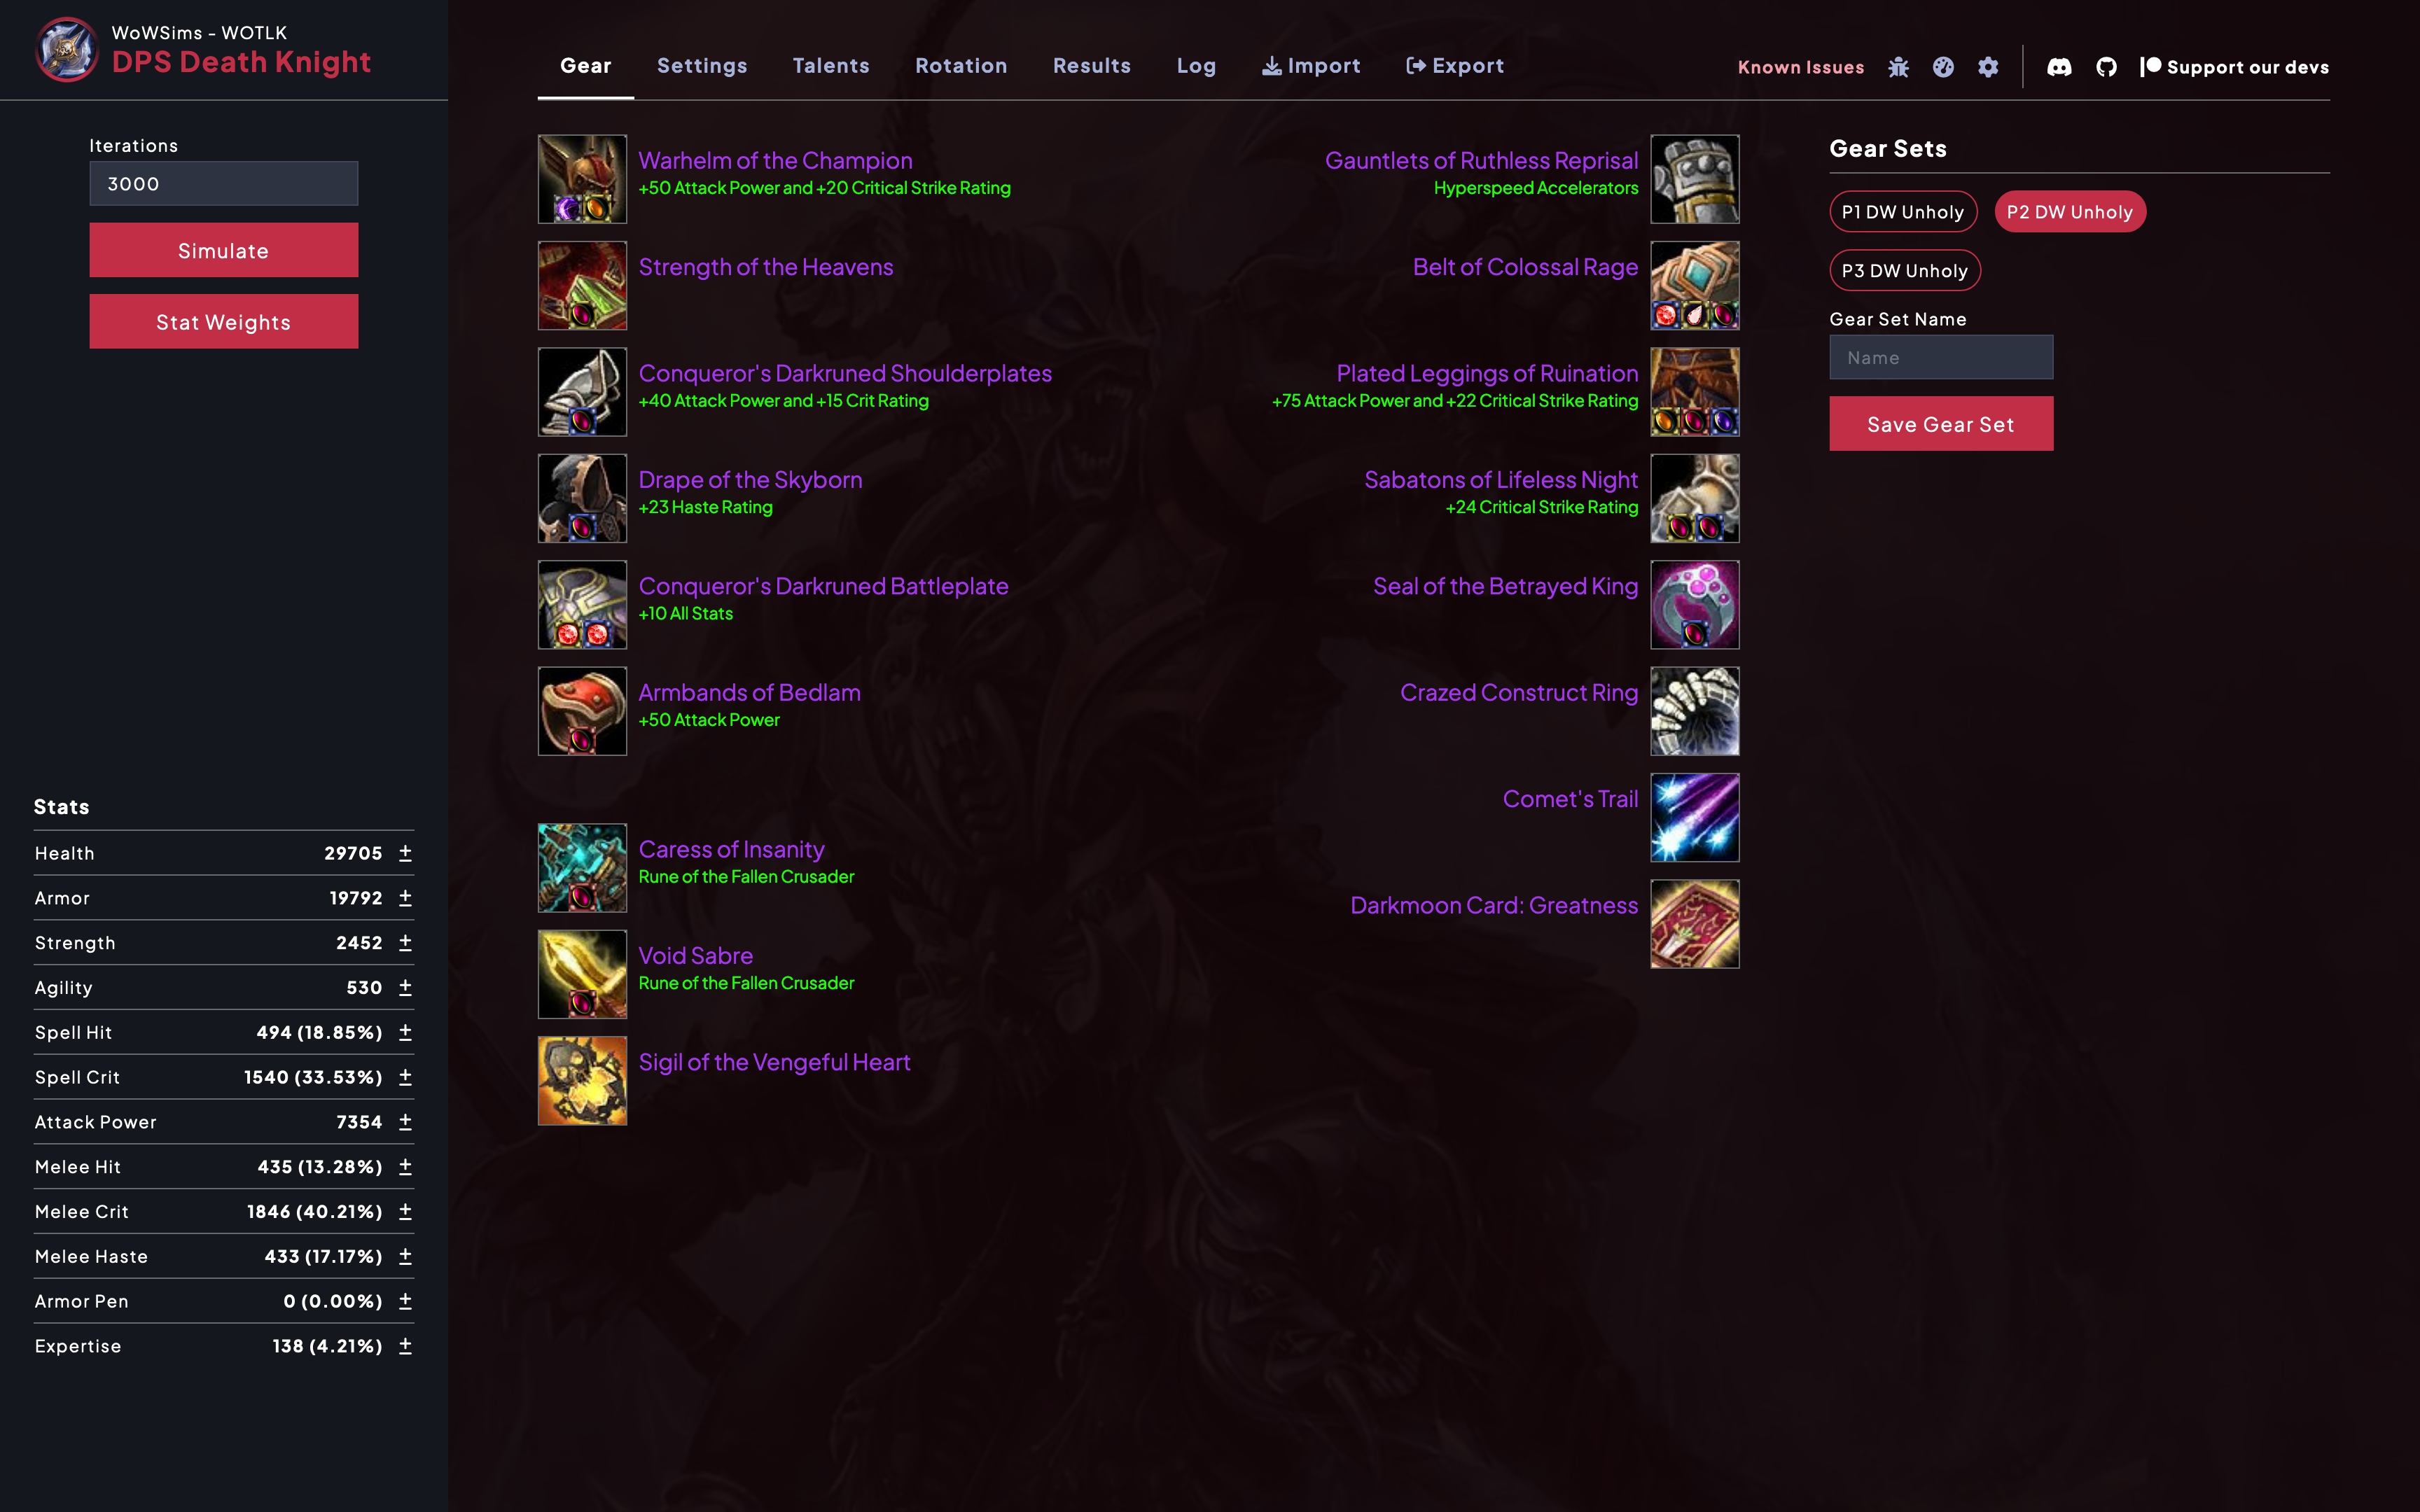 WoWSims - WOTLK
DPS Death Knight
Gear
Settings
Talents
Rotation
Results
Log
Import
Export
Known Issues
Support our devs
Iterations
3000
Simulate
Stat Weights
Stats
Health 29705 ±
Armor 19792 ±
Strength 2452 ±
Agility 530 ±
Spell Hit 494 (18.85%) ±
Spell Crit 1540 (33.53%) ±
Attack Power 7354 ±
Melee Hit 435 (13.28%) ±
Melee Crit 1846 (40.21%) ±
Melee Haste 433 (17.17%) ±
Armor Pen 0 (0.00%) ±
Expertise 138 (4.21%) ±
Warhelm of the Champion
+50 Attack Power and +20 Critical Strike Rating
Strength of the Heavens
Conqueror's Darkruned Shoulderplates
+40 Attack Power and +15 Crit Rating
Drape of the Skyborn
+23 Haste Rating
Conqueror's Darkruned Battleplate
+10 All Stats
Armbands of Bedlam
+50 Attack Power
Caress of Insanity
Rune of the Fallen Crusader
Void Sabre
Rune of the Fallen Crusader
Sigil of the Vengeful Heart
Gauntlets of Ruthless Reprisal
Hyperspeed Accelerators
Belt of Colossal Rage
Plated Leggings of Ruination
+75 Attack Power and +22 Critical Strike Rating
Sabatons of Lifeless Night
+24 Critical Strike Rating
Seal of the Betrayed King
Crazed Construct Ring
Comet's Trail
Darkmoon Card: Greatness
Gear Sets
P1 DW Unholy
P2 DW Unholy
P3 DW Unholy
Gear Set Name
Name
Save Gear Set